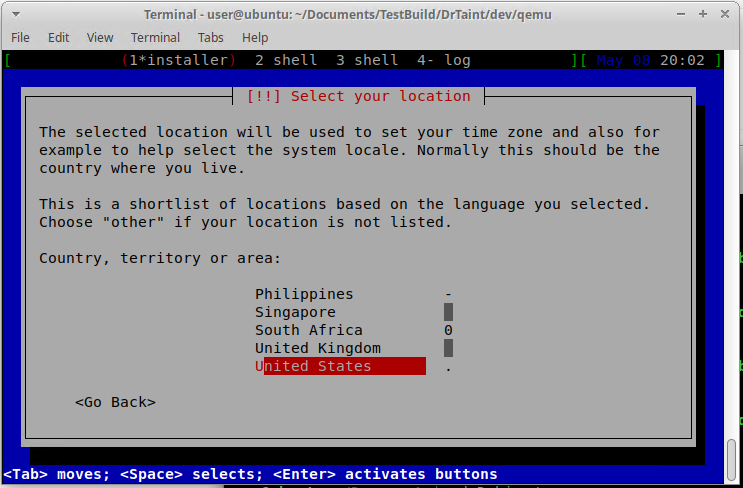 Terminal - user@ubuntu: ~/Documents/TestBuild/DrTaint/dev/qemu
File Edit View Terminal Tabs Help
[ (1*installer) 2 shell 3 shell 4- log ][ May 08 20:02 ]
[!!] Select your location
The selected location will be used to set your time zone and also for
example to help select the system locale. Normally this should be the
country where you live.
This is a shortlist of locations based on the language you selected.
Choose "other" if your location is not listed.
Country, territory or area:
Philippines -
Singapore
South Africa 0
United Kingdom
United States .
<Go Back>
<Tab> moves; <Space> selects; <Enter> activates buttons